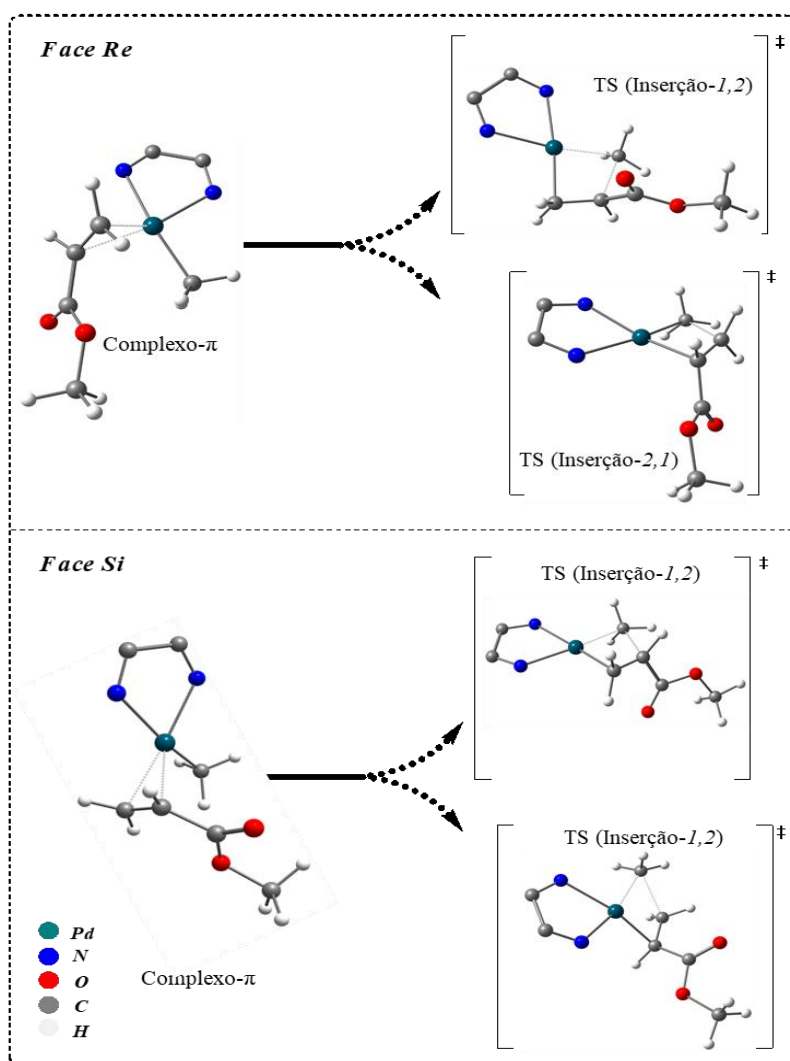 Face Re
‡
TS (Inserção-1,2)
Complexo-π
‡
TS (Inserção-2,1)
Face Si
‡
TS (Inserção-1,2)
‡
TS (Inserção-1,2)
Pd
N
O
C
H
Complexo-π